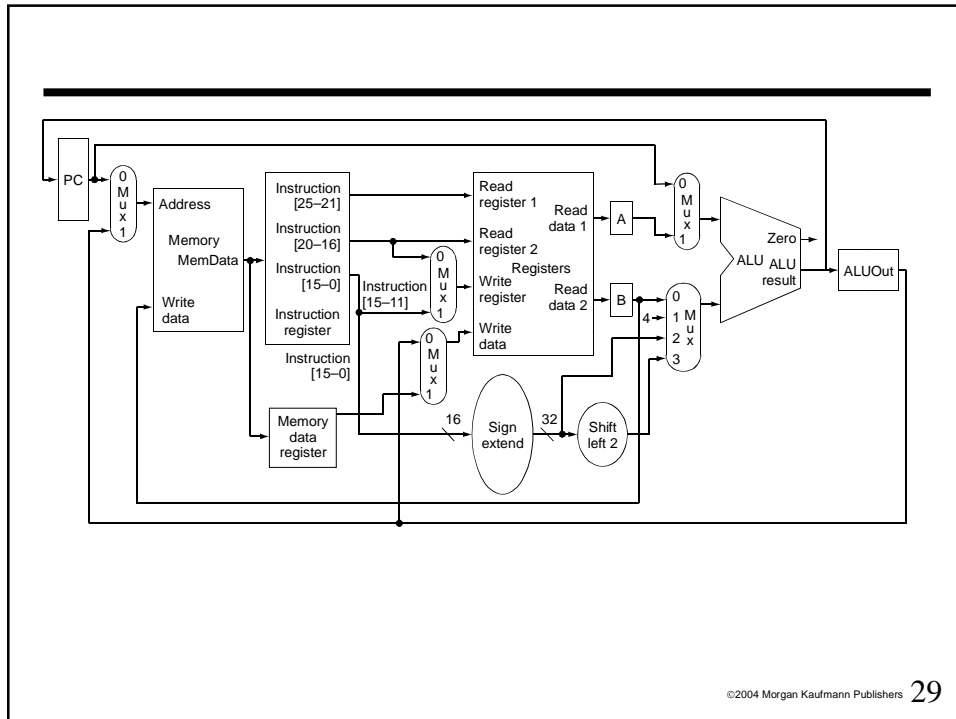 PC
0
M
u
x
1
Address
Memory
MemData
Write
data
Instruction
[25–21]
Instruction
[20–16]
Instruction
[15–0]
Instruction
register
Instruction
[15–0]
Memory
data
register
Instruction
[15–11]
0
M
u
x
1
0
M
u
x
1
16
Read
register 1
Read
register 2
Registers
Write
register
Write
data
Read
data 1
Read
data 2
Sign
extend
32
Shift
left 2
A
B
4
0
M
u
x
1
0
1
2
3
M
u
x
Zero
ALU
ALU
result
ALUOut
©2004 Morgan Kaufmann Publishers 29